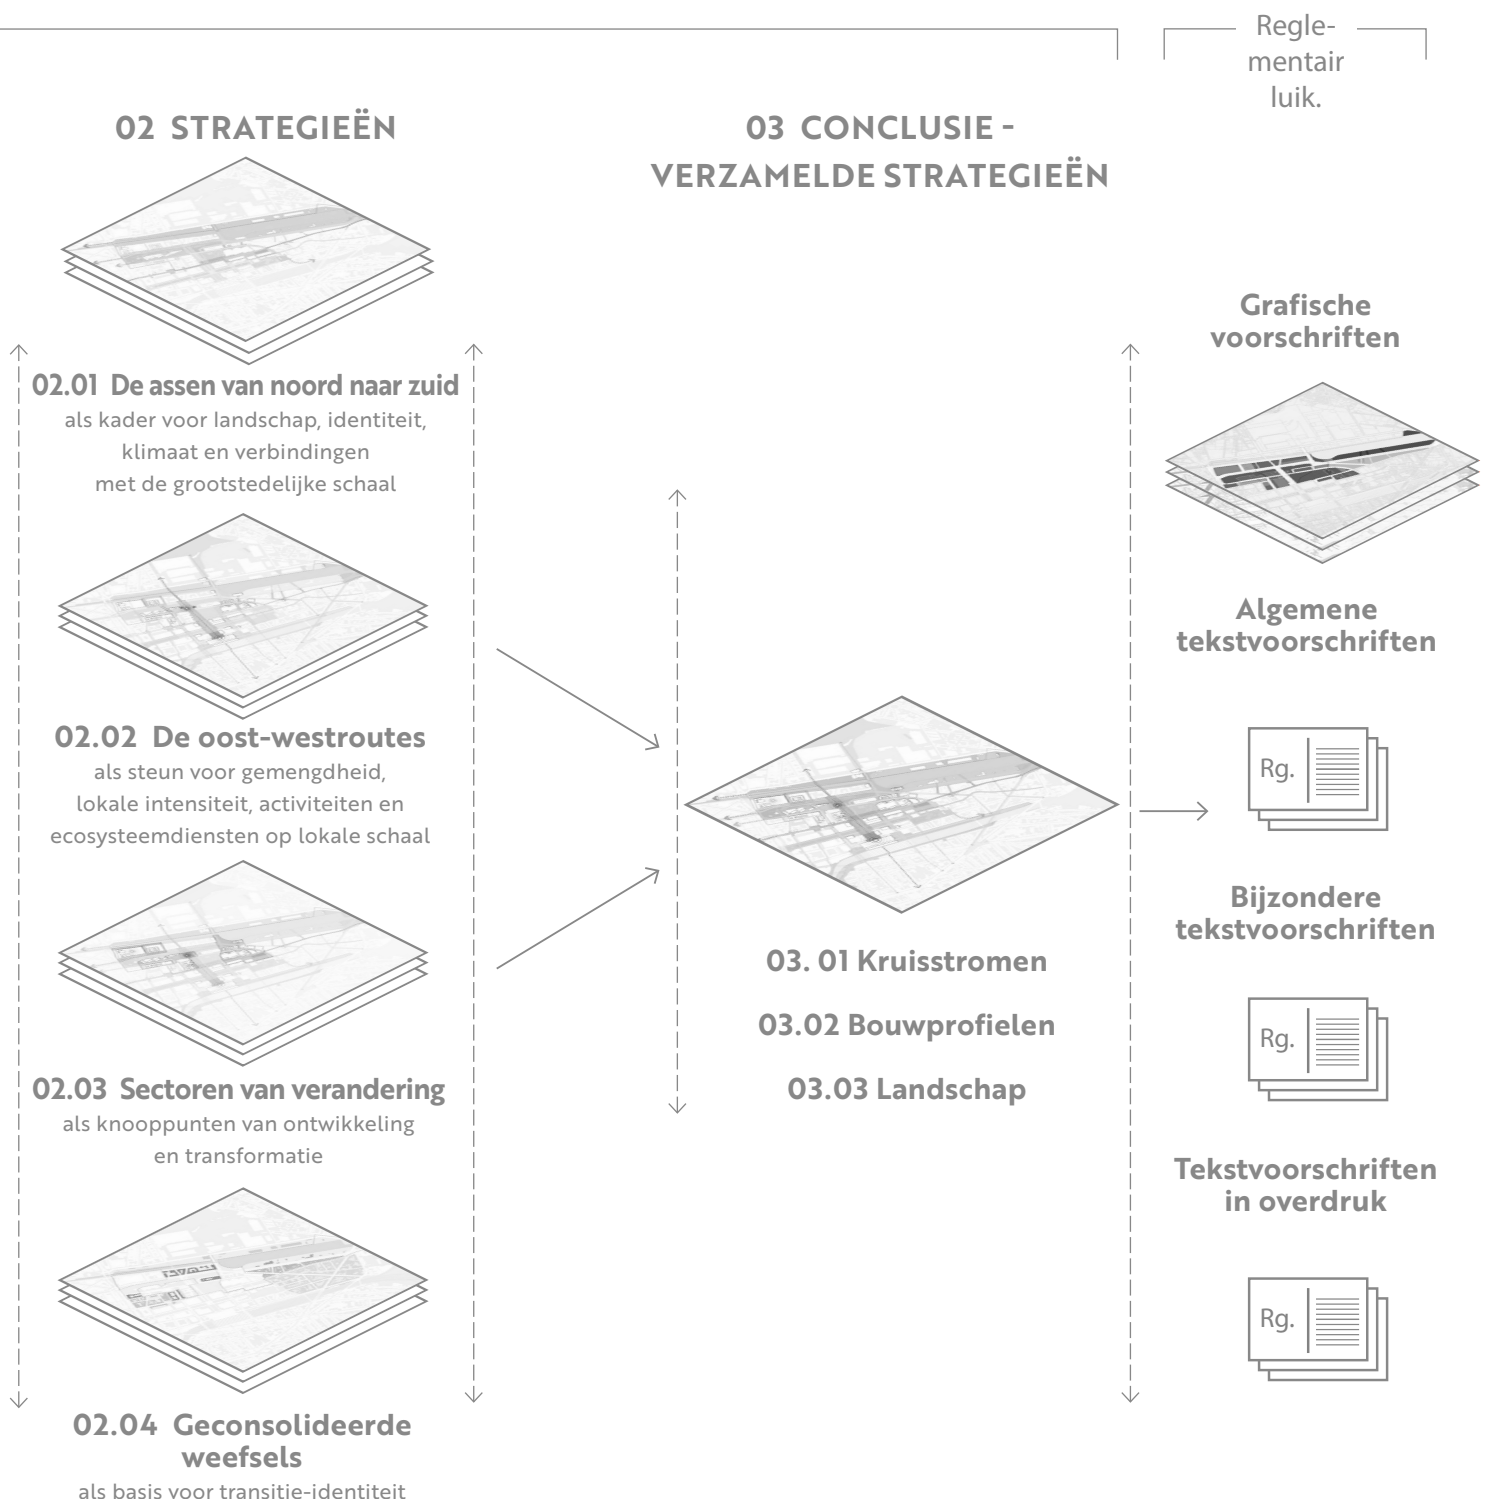 Regle-
mentair
luik.
02 STRATEGIEËN
02.01 De assen van noord naar zuid
als kader voor landschap, identiteit,
klimaat en verbindingen
met de grootstedelijke schaal
02.02 De oost-westroutes
als steun voor gemengdheid,
lokale intensiteit, activiteiten en
ecosysteemdiensten op lokale schaal
02.03 Sectoren van verandering
als knooppunten van ontwikkeling
en transformatie
02.04 Geconsolideerde
weefsels
als basis voor transitie-identiteit
03 CONCLUSIE -
VERZAMELDE STRATEGIEËN
03. 01 Kruisstromen
03.02 Bouwprofielen
03.03 Landschap
Grafische
voorschriften
Algemene
tekstvoorschriften
Rg.
Bijzondere
tekstvoorschriften
Rg.
Tekstvoorschriften
in overdruk
Rg.